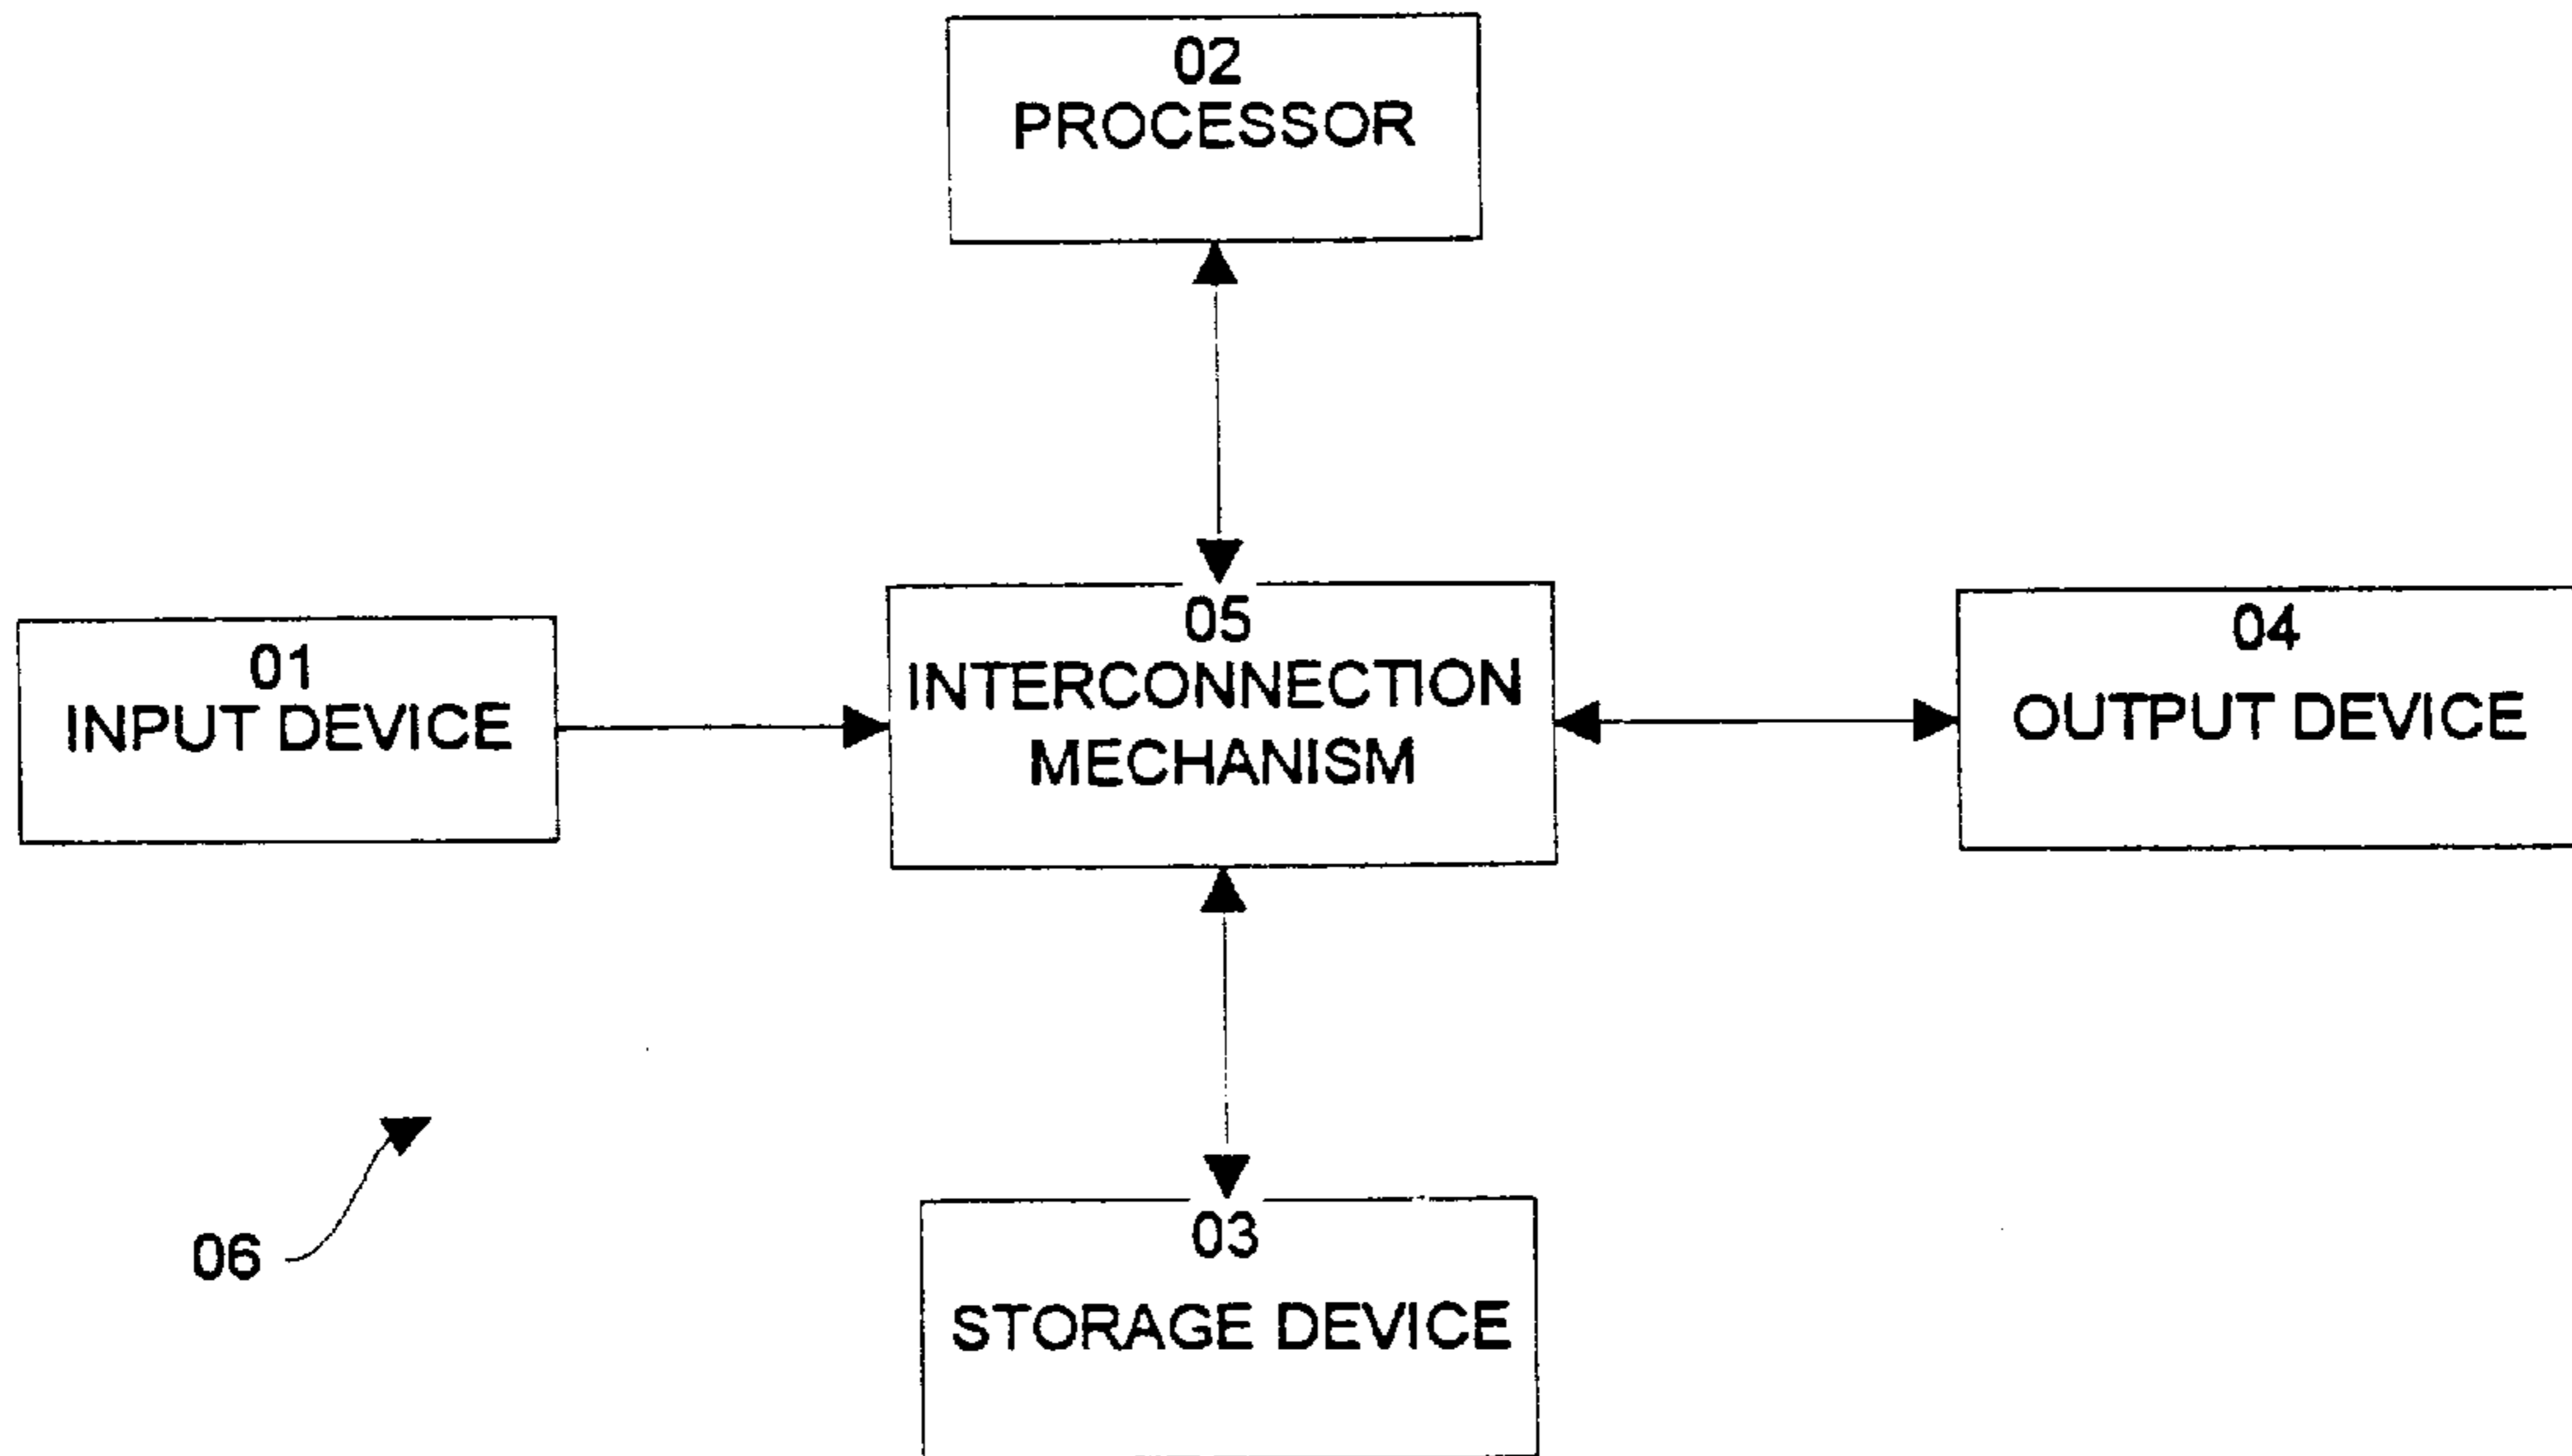 02
PROCESSOR
01
INPUT DEVICE
05
INTERCONNECTION
MECHANISM
04
OUTPUT DEVICE
06
03
STORAGE DEVICE